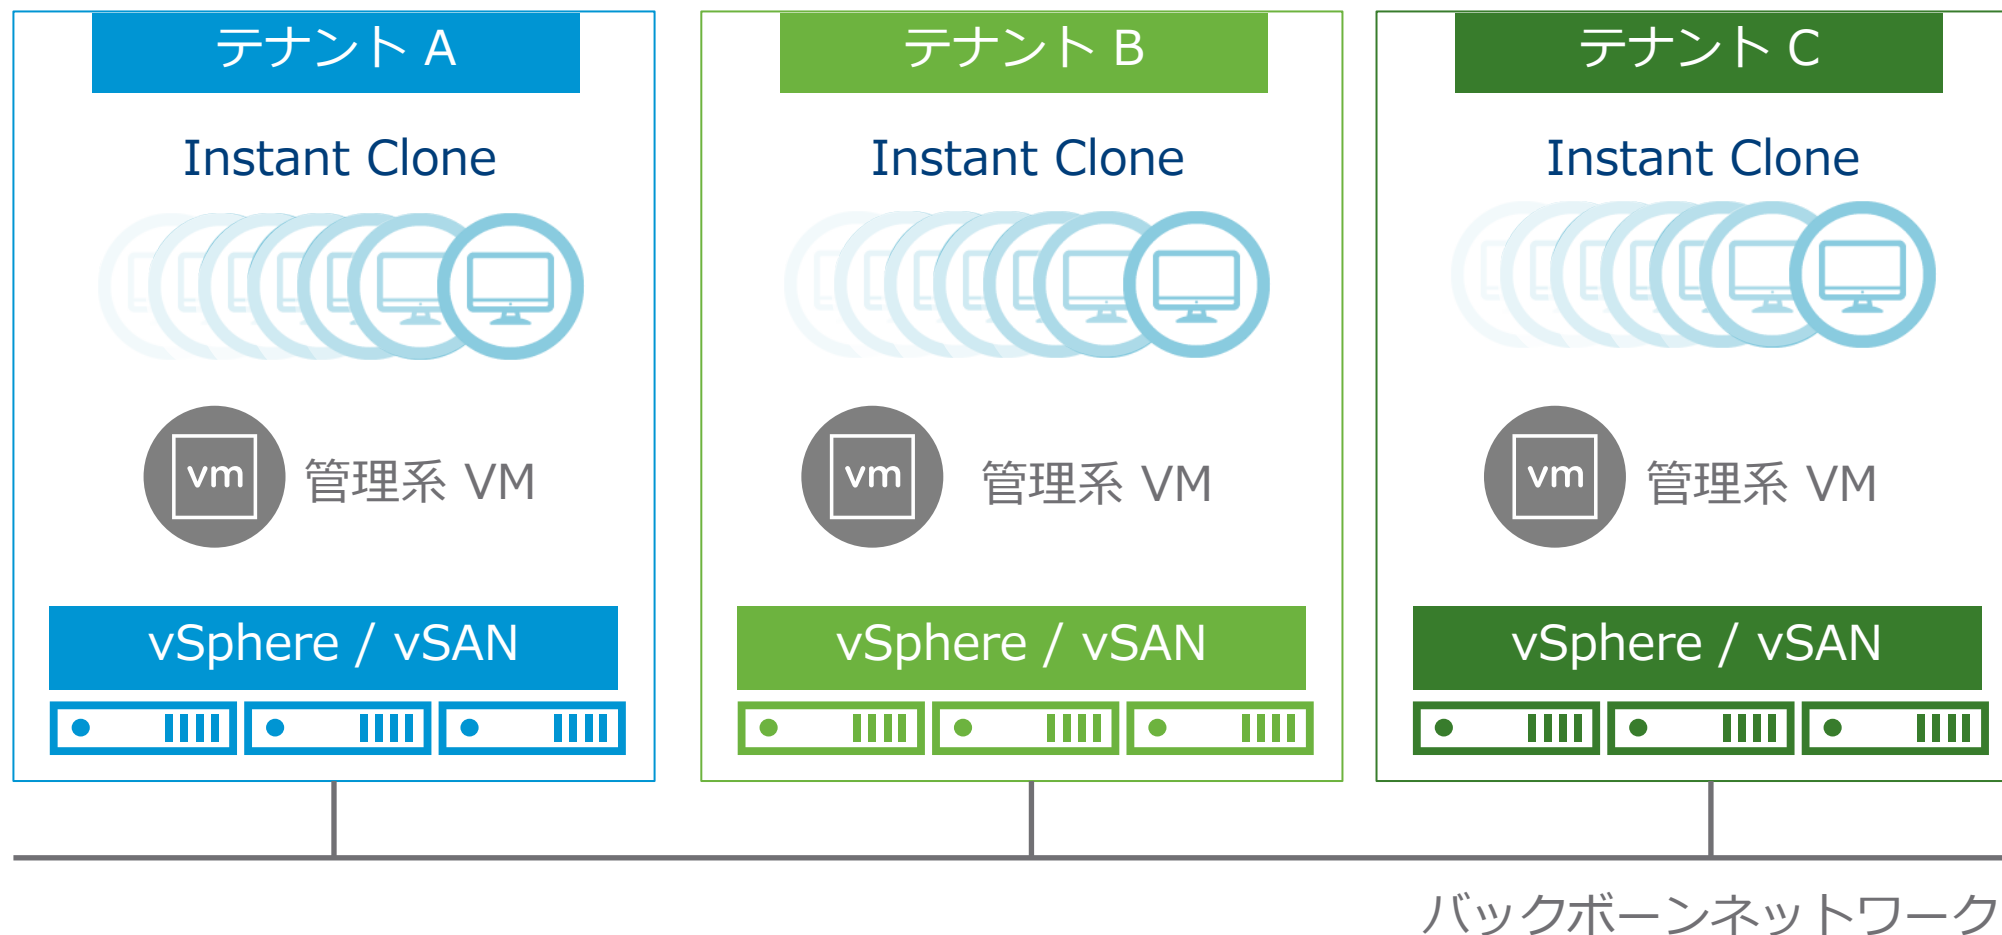 テナント A
テナント B
テナント C
Instant Clone
Instant Clone
Instant Clone
vm
管理系 VM
vm
管理系 VM
vm
管理系 VM
vSphere / vSAN
vSphere / vSAN
vSphere / vSAN
バックボーンネットワーク